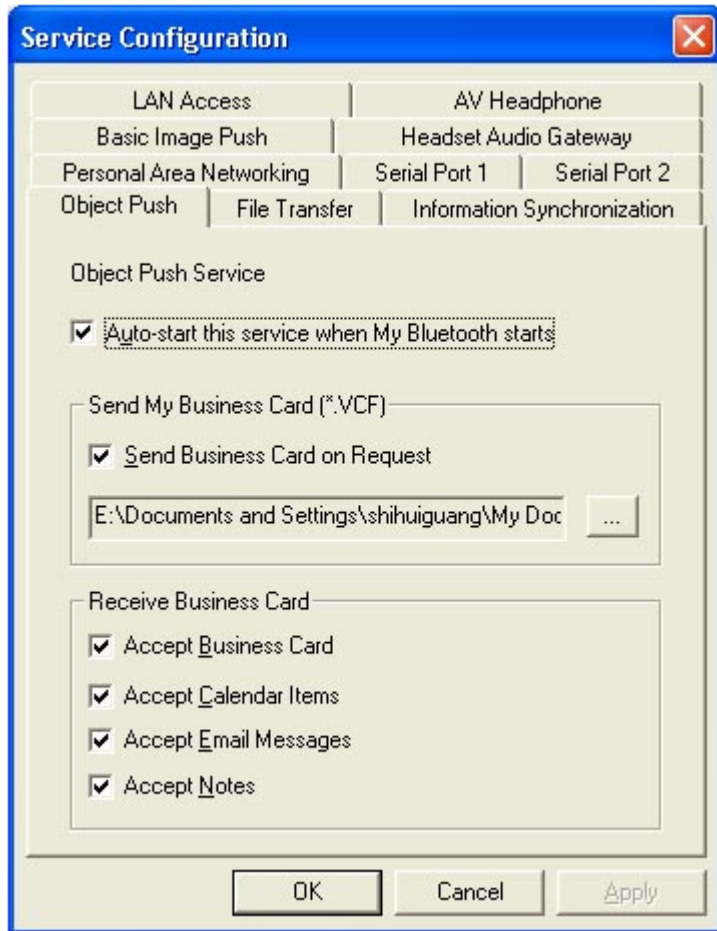 Service Configuration
LAN Access AV Headphone
Basic Image Push Headset Audio Gateway
Personal Area Networking Serial Port 1 Serial Port 2
Object Push File Transfer Information Synchronization
Object Push Service
Auto-start this service when My Bluetooth starts
Send My Business Card (*.VCF)
Send Business Card on Request
E:\Documents and Settings\shihuiguang\My Doc ...
Receive Business Card
Accept Business Card
Accept Calendar Items
Accept Email Messages
Accept Notes
OK Cancel Apply